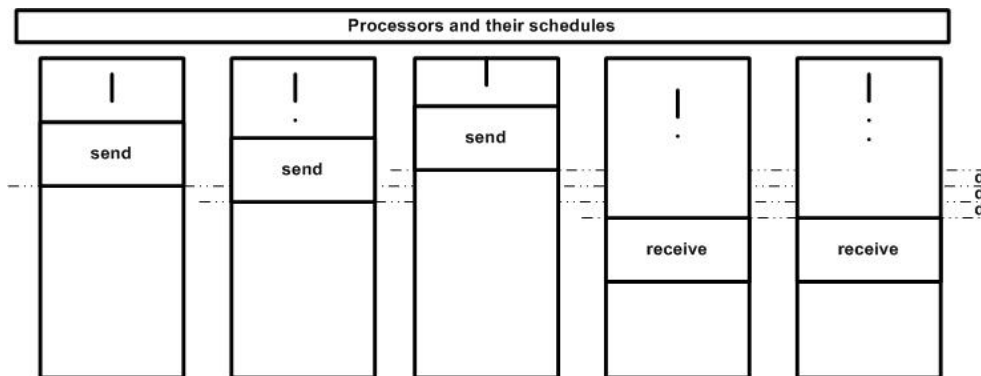 Processors and their schedules
send
send
send
d
d
d
receive
receive